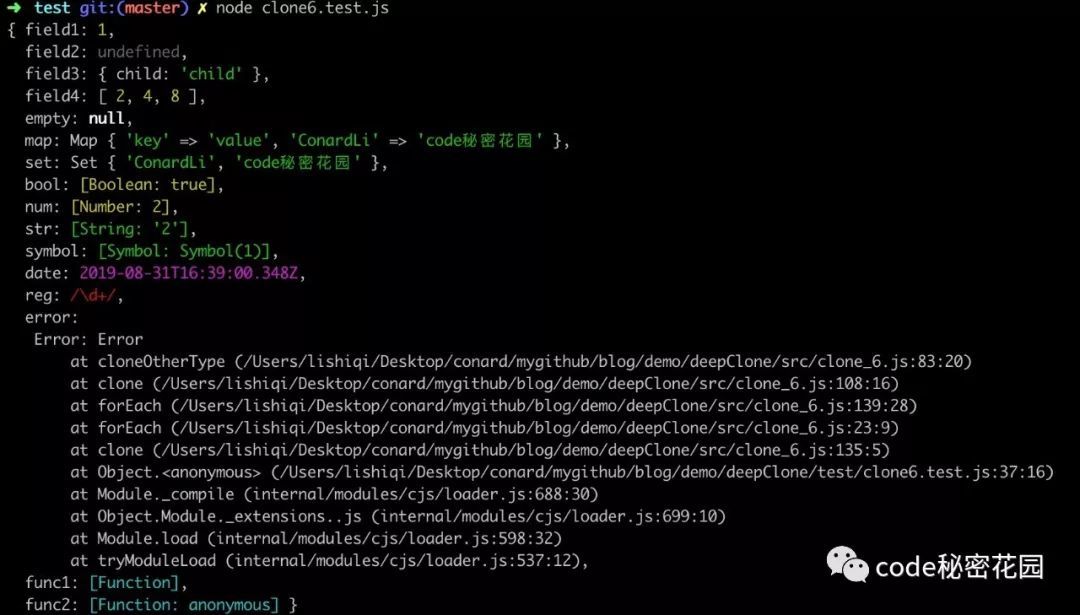 ➜ test git:(master) ✗ node clone6.test.js
{ field1: 1,
field2: undefined,
field3: { child: 'child' },
field4: [ 2, 4, 8 ],
empty: null,
map: Map { 'key' => 'value', 'ConardLi' => 'code秘密花园' },
set: Set { 'ConardLi', 'code秘密花园' },
bool: [Boolean: true],
num: [Number: 2],
str: [String: '2'],
symbol: [Symbol: Symbol(1)],
date: 2019-08-31T16:39:00.348Z,
reg: /\d+/,
error:
Error: Error
at cloneOtherType (/Users/lishiqi/Desktop/conard/mygithub/blog/demo/deepClone/src/clone_6.js:83:20)
at clone (/Users/lishiqi/Desktop/conard/mygithub/blog/demo/deepClone/src/clone_6.js:108:16)
at forEach (/Users/lishiqi/Desktop/conard/mygithub/blog/demo/deepClone/src/clone_6.js:139:28)
at forEach (/Users/lishiqi/Desktop/conard/mygithub/blog/demo/deepClone/src/clone_6.js:23:9)
at clone (/Users/lishiqi/Desktop/conard/mygithub/blog/demo/deepClone/src/clone_6.js:135:5)
at Object.<anonymous> (/Users/lishiqi/Desktop/conard/mygithub/blog/demo/deepClone/test/clone6.test.js:37:16)
at Module._compile (internal/modules/cjs/loader.js:688:30)
at Object.Module._extensions..js (internal/modules/cjs/loader.js:699:10)
at Module.load (internal/modules/cjs/loader.js:598:32)
at tryModuleLoad (internal/modules/cjs/loader.js:537:12),
func1: [Function],
func2: [Function: anonymous] }
code秘密花园